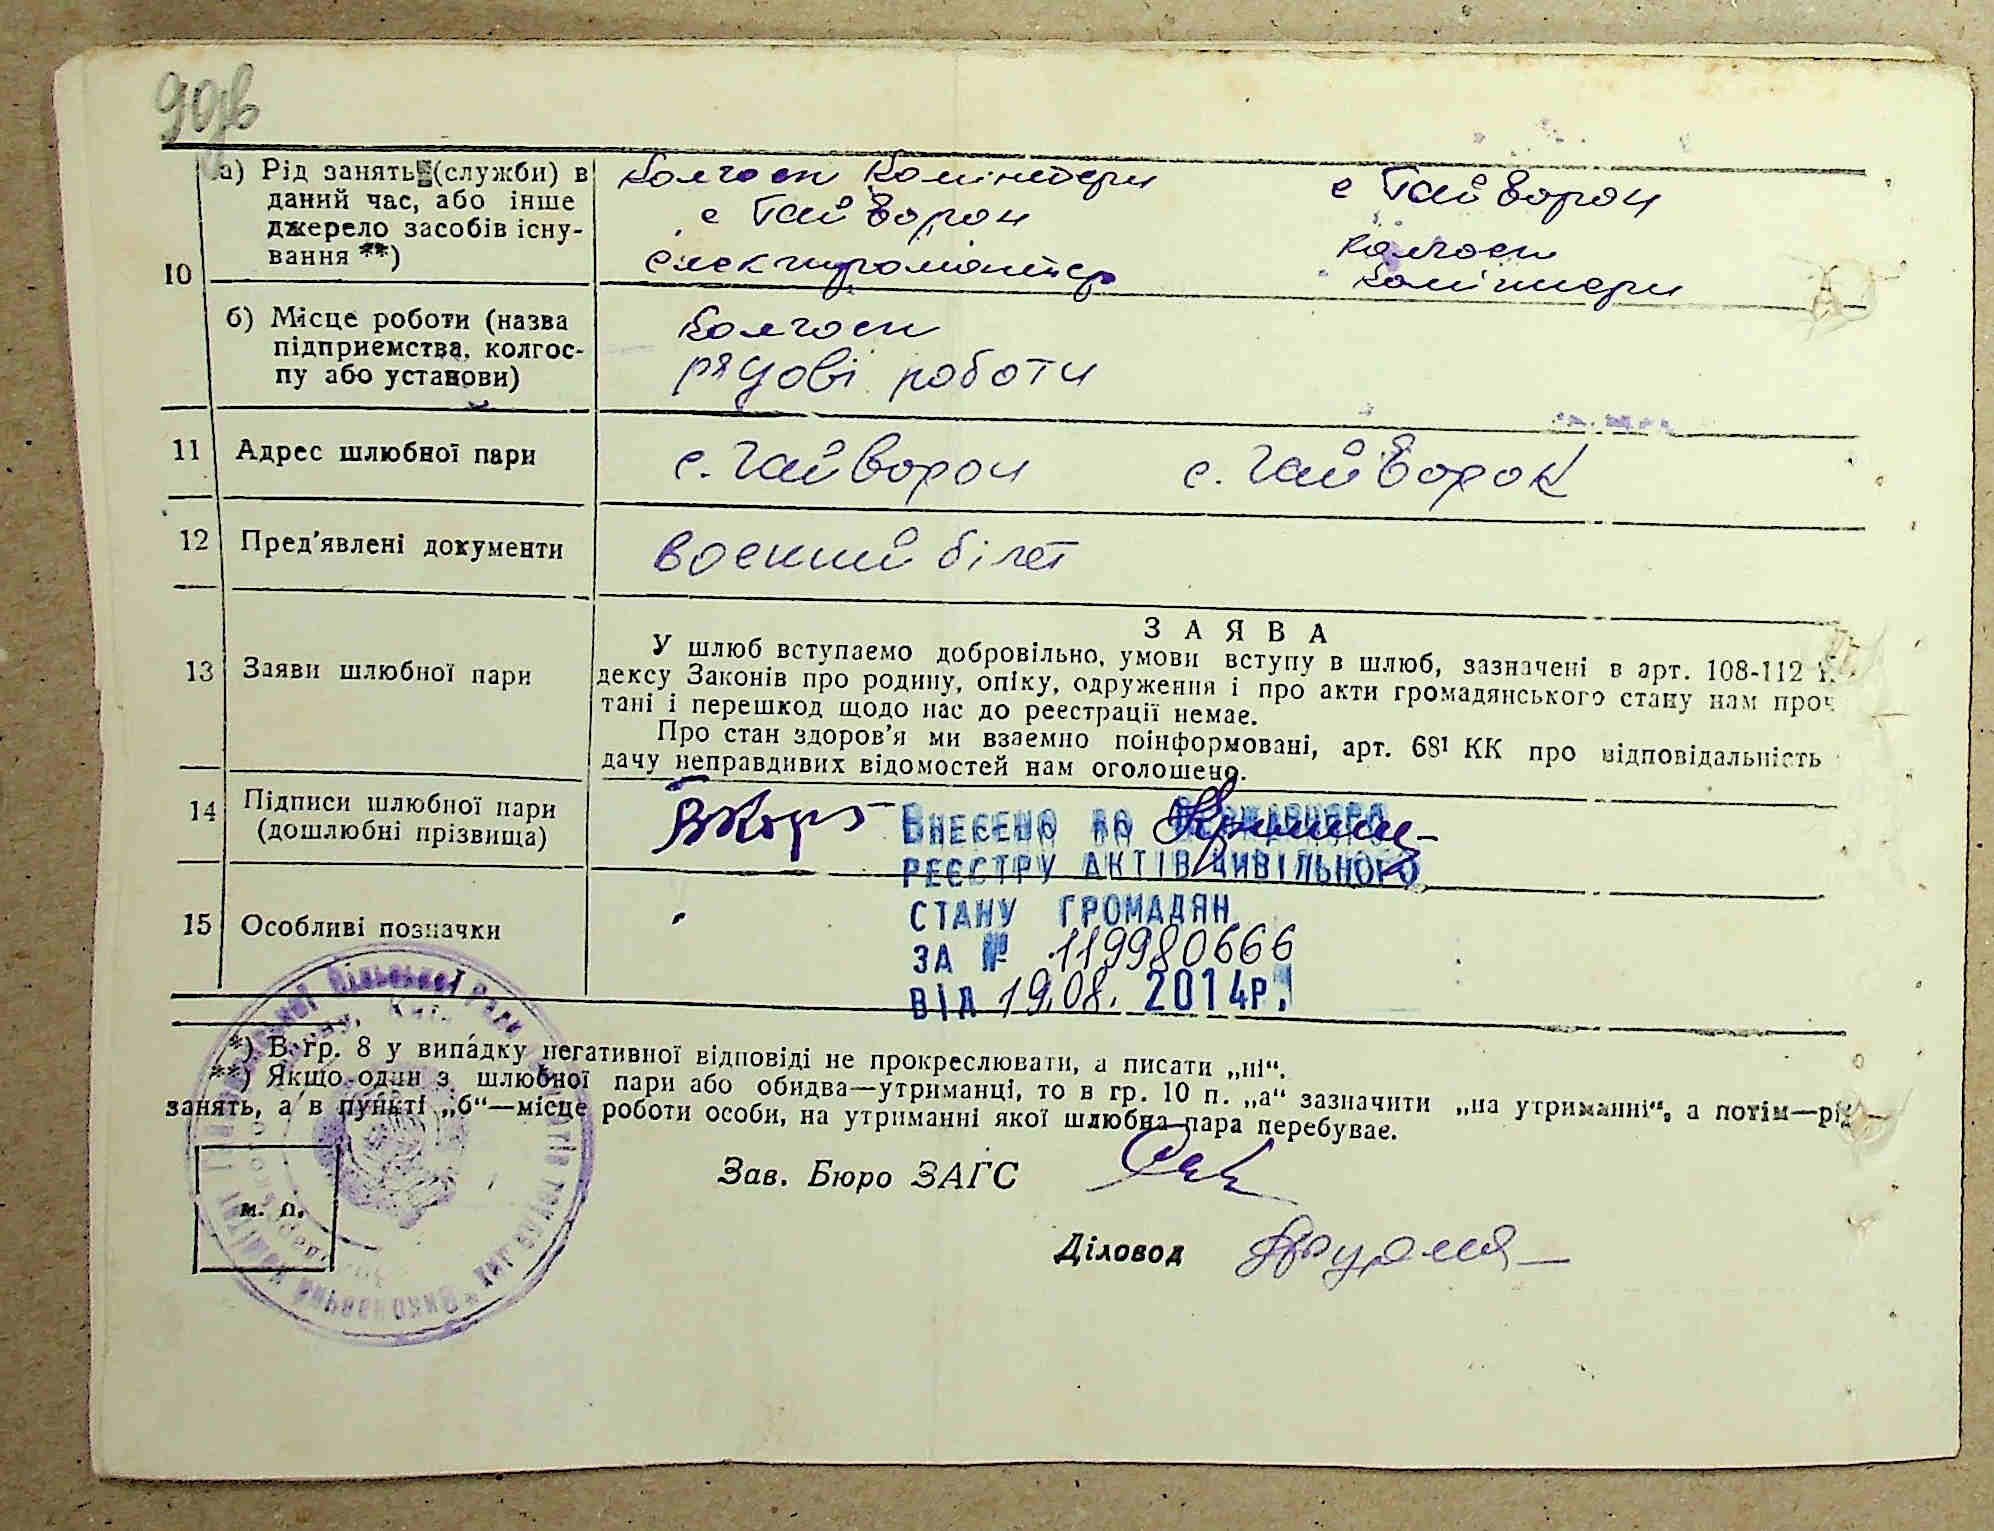 90в
10
а) Рід занять (служби) в
даний час, або інше
джерело засобів існу-
вання **)
Колгосп Комінтерн
с Гайворон
електромонтер
с Гайворон
Колгосп
Комінтерн
б) Місце роботи (назва
підприємства, колгос-
пу або установи)
Колгосп
рядові роботи
11 Адрес шлюбної пари
с. Гайворон с. Гайворон
12 Пред'явлені документи
воєнний білет
13 Заяви шлюбної пари
ЗАЯВА
У шлюб вступаємо добровільно, умови вступу в шлюб, зазначені в арт. 108-112 к.
дексу Законів про родину, опіку, одруження і про акти громадянського стану нам проч
тані і перешкод щодо нас до реєстрації немає.
Про стан здоров'я ми взаємно поінформовані, арт. 68¹ КК про відповідальність
дачу неправдивих відомостей нам оголошено.
14 Підписи шлюбної пари
(дошлюбні прізвища)
ВНЕСЕНО ДО ДЕРЖАВНОГО
РЕЄСТРУ АКТІВ ЦИВІЛЬНОГО
СТАНУ ГРОМАДЯН
ЗА № 119980666
ВІД 19.08. 2014Р.
15 Особливі позначки
*) В гр. 8 у випадку негативної відповіді не прокреслювати, а писати „ні“.
**) Якщо один з шлюбної пари або обидва—утриманці, то в гр. 10 п. „а“ зазначити „на утриманні“, а потім—рід
занять, а в пункті „б“—місце роботи особи, на утриманні якої шлюбна пара перебуває.
Зав. Бюро ЗАГС
м. п.
Діловод